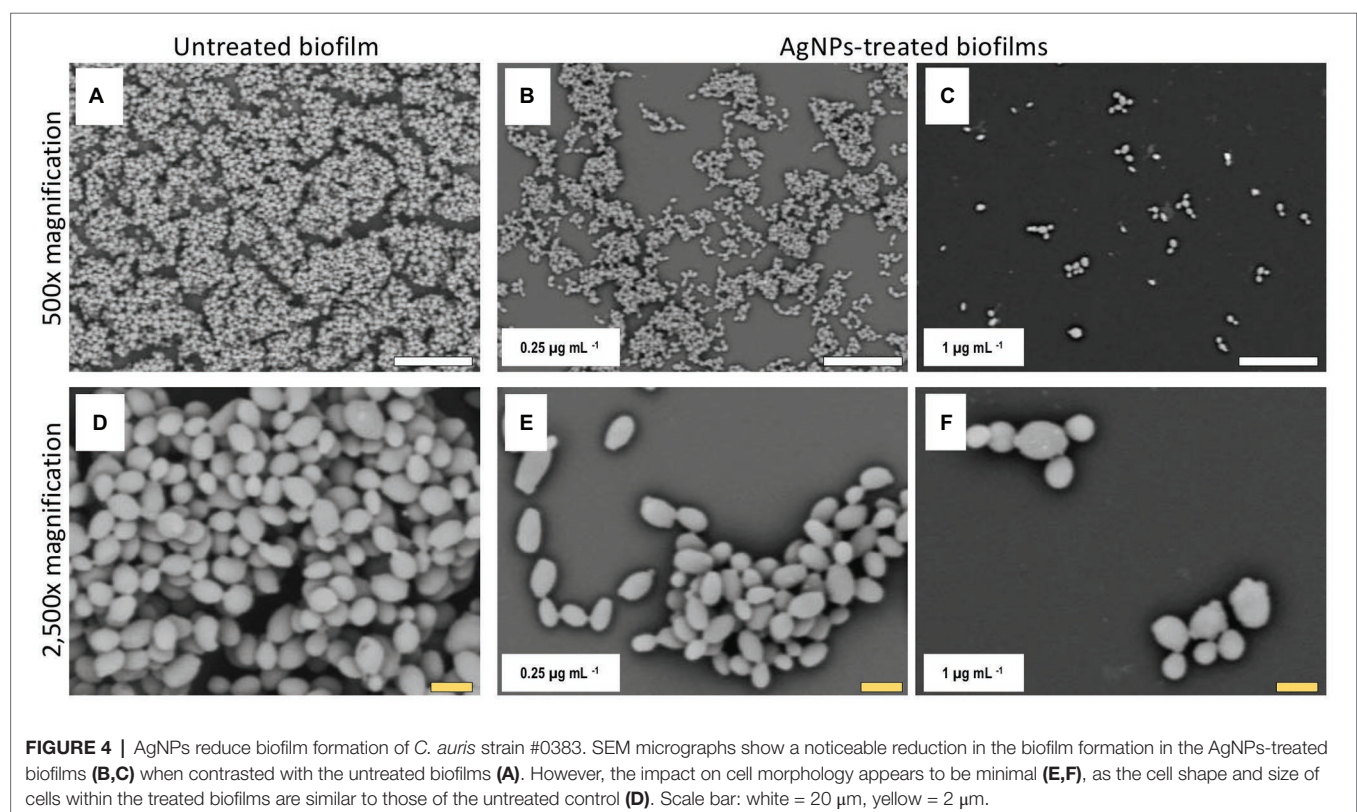 Untreated biofilm
AgNPs-treated biofilms
500x magnification
A
B
0.25 µg mL ⁻¹
C
1 µg mL ⁻¹
2,500x magnification
D
E
0.25 µg mL ⁻¹
F
1 µg mL ⁻¹
FIGURE 4 | AgNPs reduce biofilm formation of C. auris strain #0383. SEM micrographs show a noticeable reduction in the biofilm formation in the AgNPs-treated
biofilms (B,C) when contrasted with the untreated biofilms (A). However, the impact on cell morphology appears to be minimal (E,F), as the cell shape and size of
cells within the treated biofilms are similar to those of the untreated control (D). Scale bar: white = 20 μm, yellow = 2 μm.